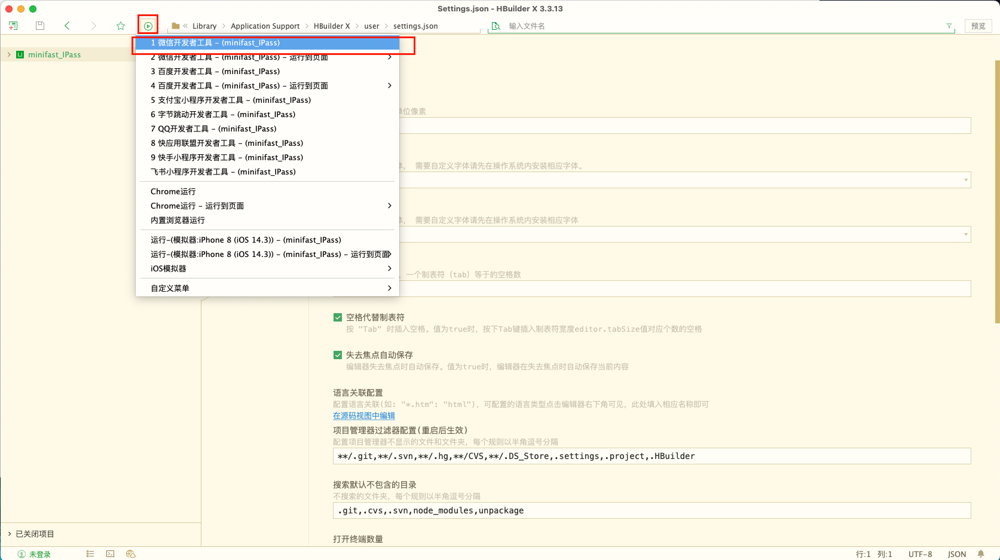 Settings.json - HBuilder X 3.3.13
Library > Application Support > HBuilder X > user > settings.json
输入文件名
预览
minifast_IPass
1 微信开发者工具 - (minifast_IPass)
2 微信开发者工具 - (minifast_IPass) - 运行到页面
3 百度开发者工具 - (minifast_IPass)
4 百度开发者工具 - (minifast_IPass) - 运行到页面
5 支付宝小程序开发者工具 - (minifast_IPass)
6 字节跳动开发者工具 - (minifast_IPass)
7 QQ开发者工具 - (minifast_IPass)
8 快应用联盟开发者工具 - (minifast_IPass)
9 快手小程序开发者工具 - (minifast_IPass)
飞书小程序开发者工具 - (minifast_IPass)
Chrome运行
Chrome运行 - 运行到页面
内置浏览器运行
运行-(模拟器:iPhone 8 (iOS 14.3)) - (minifast_IPass)
运行-(模拟器:iPhone 8 (iOS 14.3)) - (minifast_IPass) - 运行到页面
iOS模拟器
自定义菜单
单位像素
体， 需要自定义字体请先在操作系统内安装相应字体。
体， 需要自定义字体请先在操作系统内安装相应字体
，一个制表符（tab）等于的空格数
空格代替制表符
按 "Tab" 时插入空格。值为true时，按下Tab键插入制表符宽度editor.tabSize值对应个数的空格
失去焦点自动保存
编辑器失去焦点时自动保存。值为true时，编辑器在失去焦点时自动保存当前内容
语言关联配置
配置语言关联(如: "*.htm": "html")，可配置的语言类型点击编辑器右下角可见，此处填入相应名称即可
在源码视图中编辑
项目管理器过滤器配置(重启后生效)
配置项目管理器不显示的文件和文件夹，每个规则以半角逗号分隔
**/.git,**/.svn,**/.hg,**/CVS,**/.DS_Store,.settings,.project,.HBuilder
搜索默认不包含的目录
不搜索的文件夹，每个规则以半角逗号分隔
.git,.cvs,.svn,node_modules,unpackage
打开终端数量
已关闭项目
未登录
行:1 列:1 UTF-8 JSON